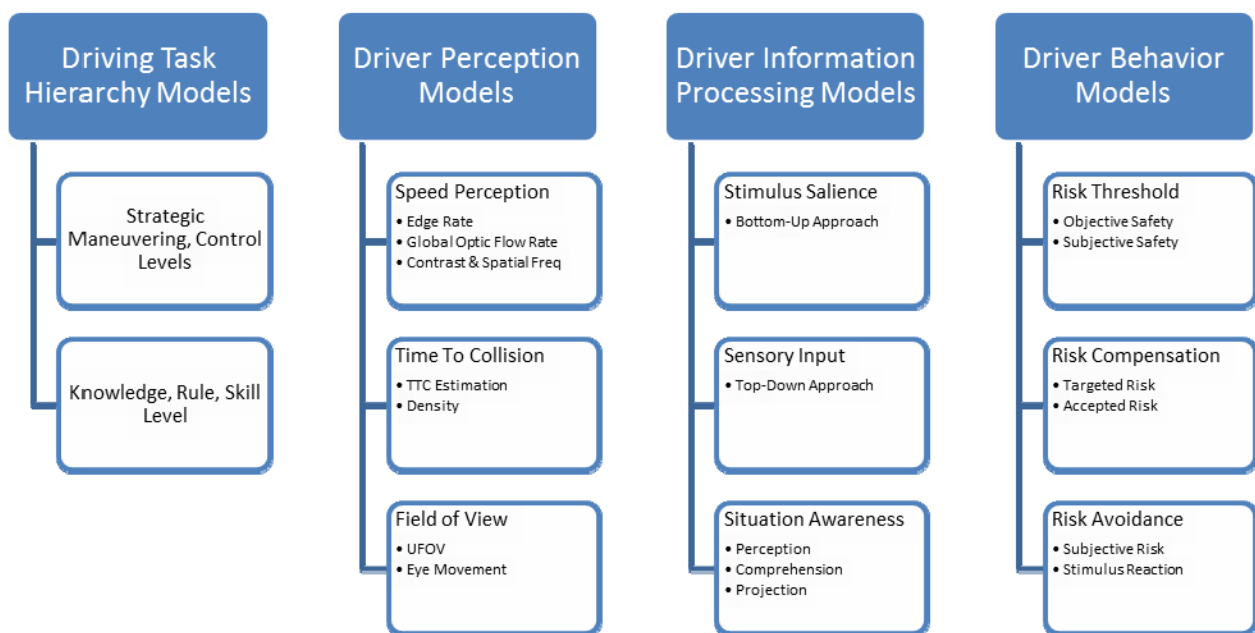 Driving Task
Hierarchy Models
Strategic
Maneuvering, Control
Levels
Knowledge, Rule, Skill
Level
Driver Perception
Models
Speed Perception
• Edge Rate
• Global Optic Flow Rate
• Contrast & Spatial Freq
Time To Collision
• TTC Estimation
• Density
Field of View
• UFOV
• Eye Movement
Driver Information
Processing Models
Stimulus Salience
• Bottom-Up Approach
Sensory Input
• Top-Down Approach
Situation Awareness
• Perception
• Comprehension
• Projection
Driver Behavior
Models
Risk Threshold
• Objective Safety
• Subjective Safety
Risk Compensation
• Targeted Risk
• Accepted Risk
Risk Avoidance
• Subjective Risk
• Stimulus Reaction